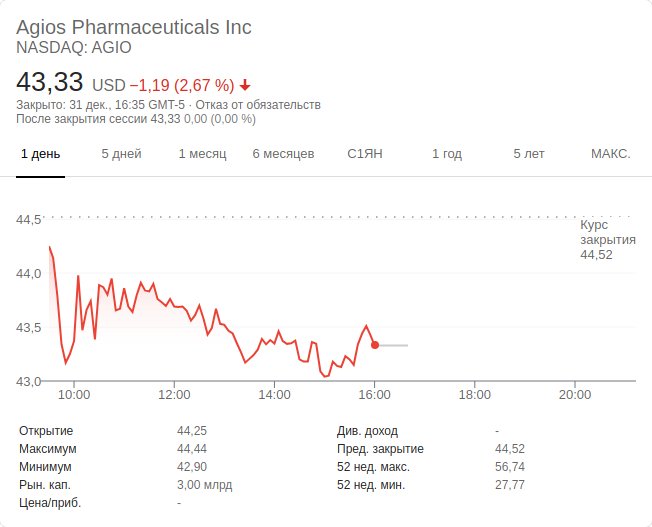 Agios Pharmaceuticals Inc
NASDAQ: AGIO
43,33 USD −1,19 (2,67 %)
Закрыто: 31 дек., 16:35 GMT-5 · Отказ от обязательств
После закрытия сессии 43,33 0,00 (0,00 %)
1 день 5 дней 1 месяц 6 месяцев С1ЯН 1 год 5 лет МАКС.
44,5
Курс
закрытия
44,52
44,0
43,5
43,0
10:00 12:00 14:00 16:00 18:00 20:00
Открытие 44,25 Див. доход -
Максимум 44,44 Пред. закрытие 44,52
Минимум 42,90 52 нед. макс. 56,74
Рын. кап. 3,00 млрд 52 нед. мин. 27,77
Цена/приб. -